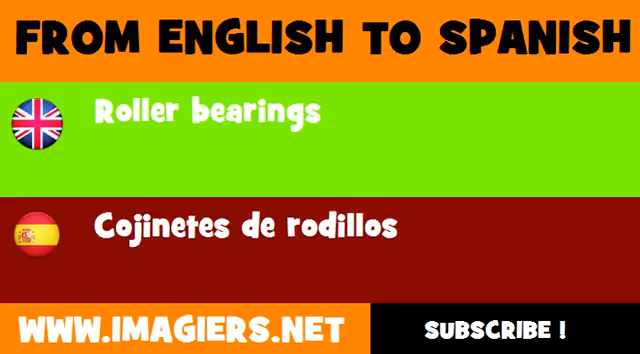 FROM ENGLISH TO SPANISH
Roller bearings
Cojinetes de rodillos
WWW.IMAGIERS.NET
SUBSCRIBE !